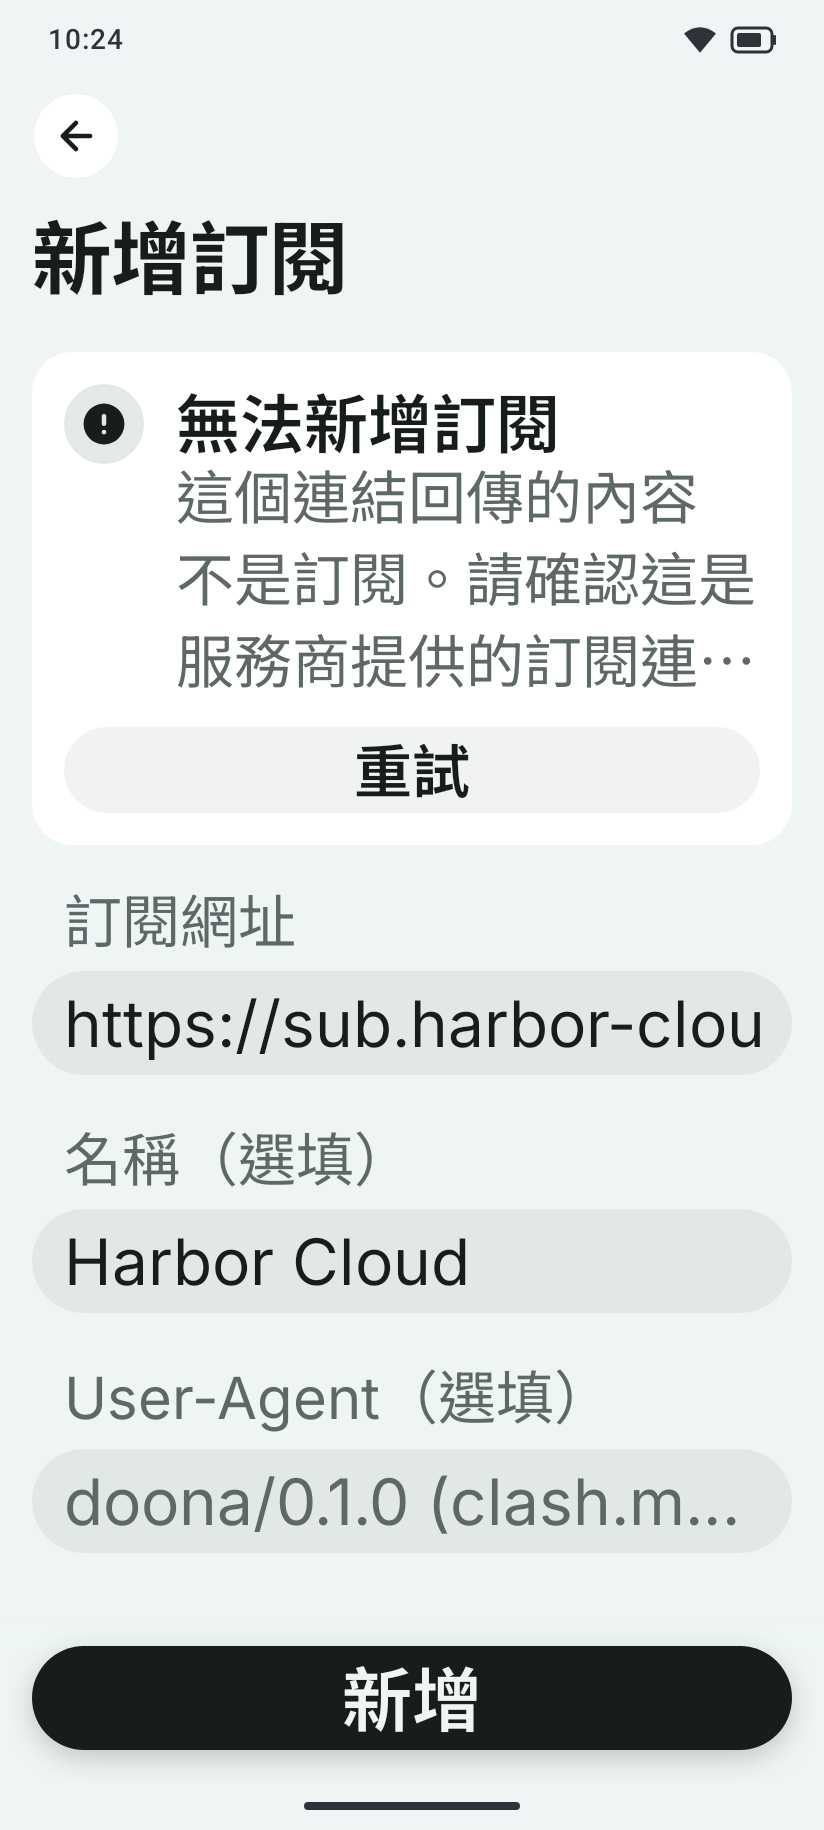 10:24
新增訂閱
無法新增訂閱
這個連結回傳的內容
不是訂閱。請確認這是
服務商提供的訂閱連…
重試
訂閱網址
https://sub.harbor-clou
名稱（選填）
Harbor Cloud
User-Agent（選填）
doona/0.1.0 (clash.m...
新增